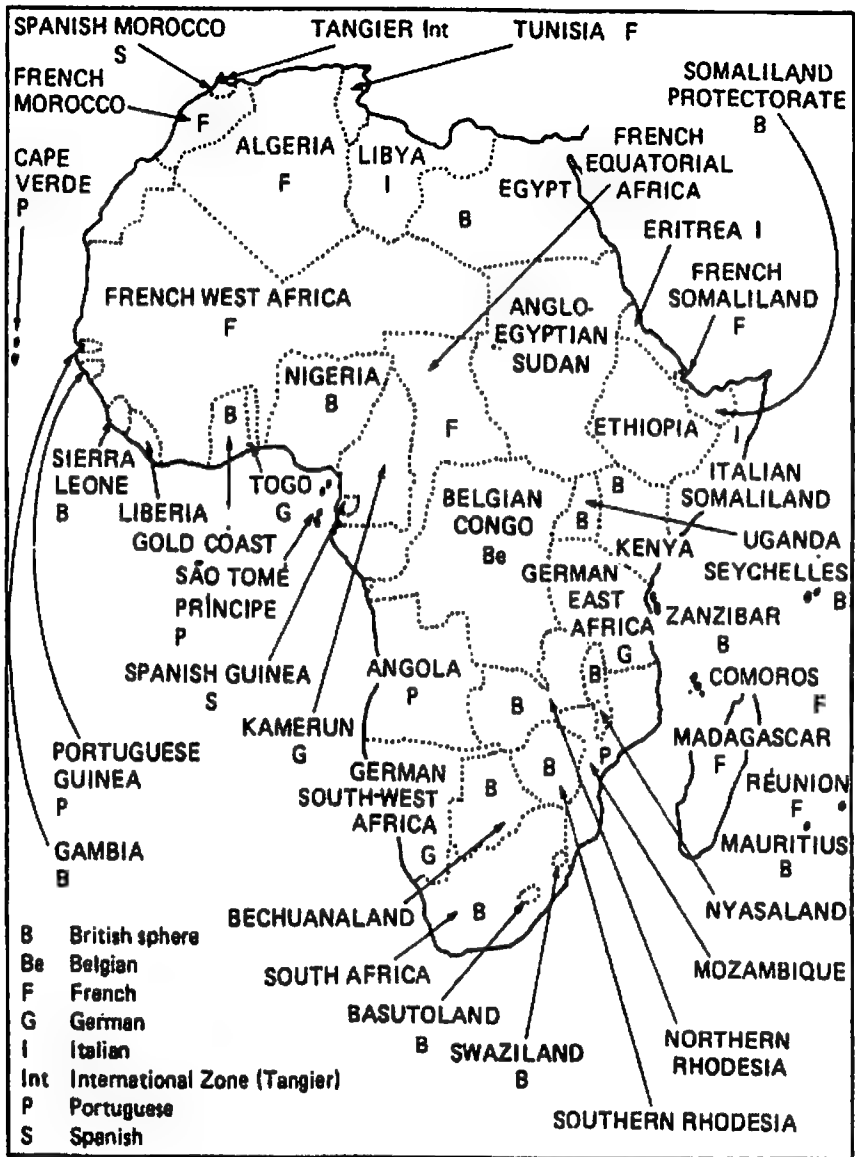 SPANISH MOROCCO
S
TANGIER Int
TUNISIA F
SOMALILAND
PROTECTORATE
B
FRENCH
MOROCCO
F
CAPE
VERDE
P
ALGERIA
F
LIBYA
I
FRENCH
EQUATORIAL
AFRICA
EGYPT
B
ERITREA I
FRENCH
SOMALILAND
F
FRENCH WEST AFRICA
F
ANGLO-
EGYPTIAN
SUDAN
NIGERIA
B
B
F
ETHIOPIA
I
SIERRA
LEONE
B
LIBERIA
TOGO
G
GOLD COAST
SÃO TOMÉ
PRÍNCIPE
P
BELGIAN
CONGO
Be
B
B
ITALIAN
SOMALILAND
KENYA
UGANDA
SEYCHELLES
B
GERMAN
EAST
AFRICA
G
ZANZIBAR
B
SPANISH GUINEA
S
ANGOLA
P
B
B
COMOROS
F
KAMERUN
G
PORTUGUESE
GUINEA
P
GERMAN
SOUTH-WEST
AFRICA
G
B
B
P
MADAGASCAR
F
RÉUNION
F
MAURITIUS
B
GAMBIA
B
BECHUANALAND
B
NYASALAND
SOUTH AFRICA
MOZAMBIQUE
BASUTOLAND
B
SWAZILAND
B
NORTHERN
RHODESIA
SOUTHERN RHODESIA
B British sphere
Be Belgian
F French
G German
I Italian
Int International Zone (Tangier)
P Portuguese
S Spanish